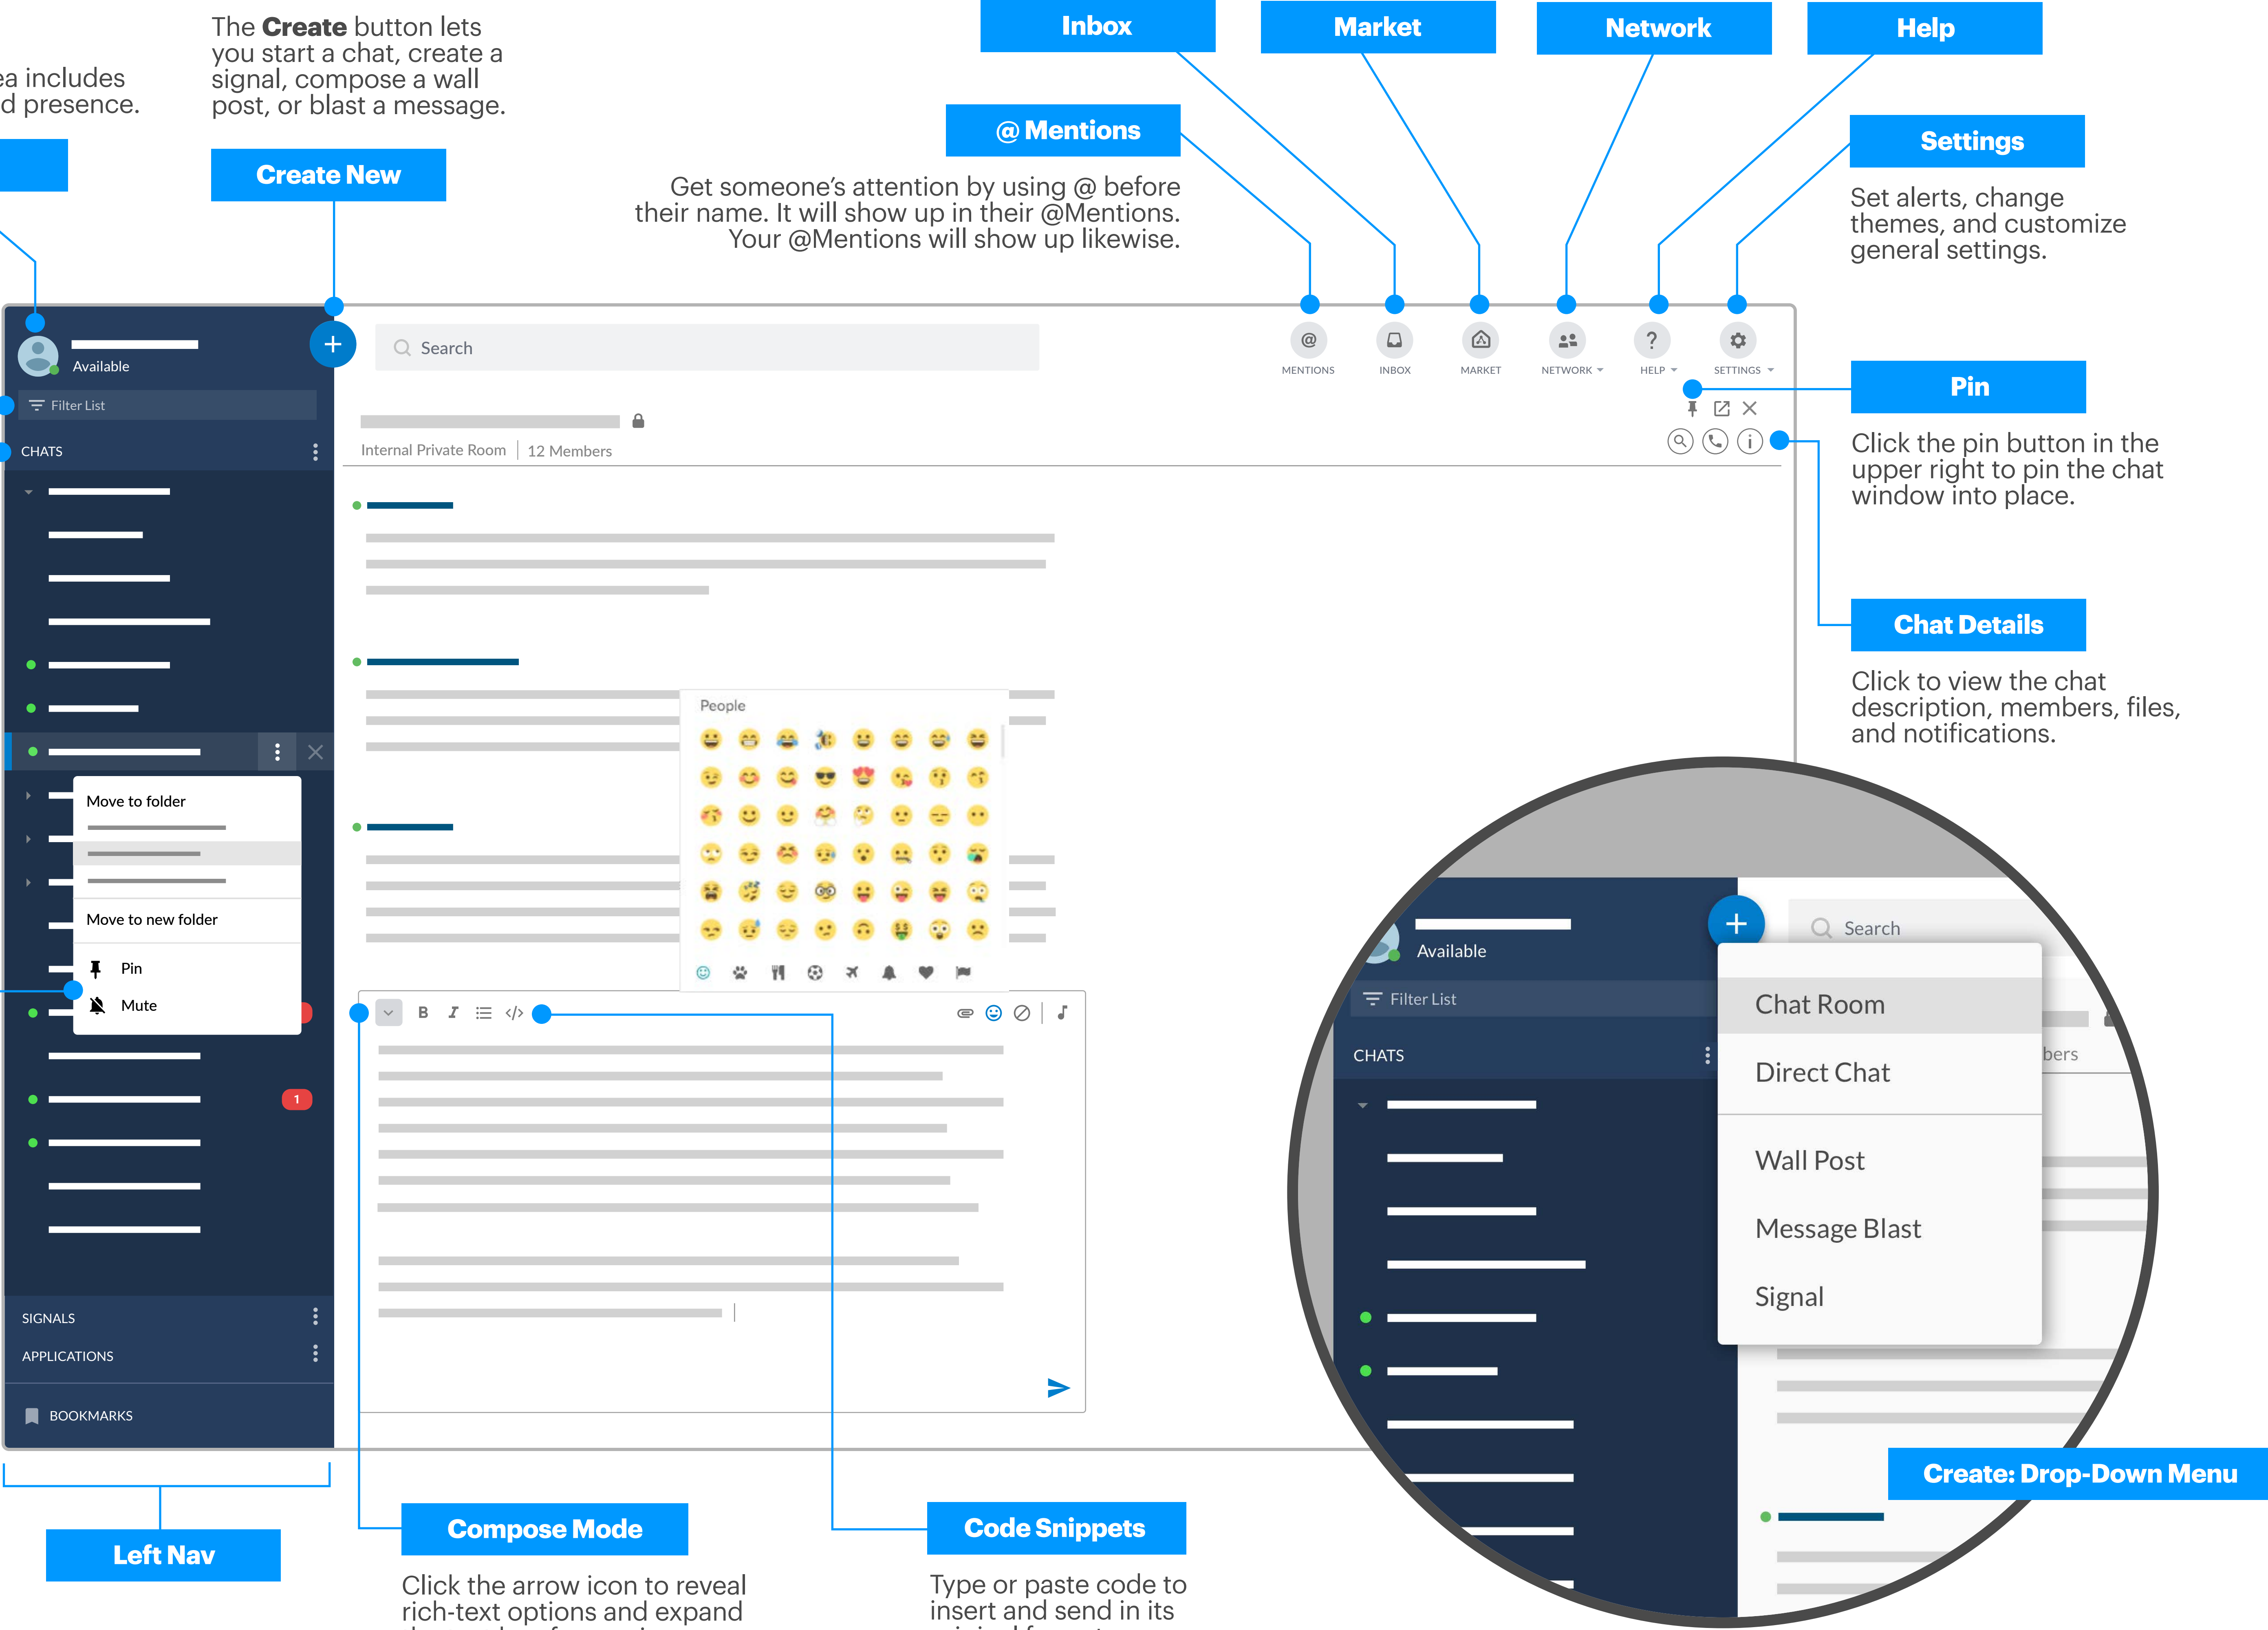 includes
presence.
The Create button lets
you start a chat, create a
signal, compose a wall
post, or blast a message.
Create New
Inbox
Market
Network
Help
@ Mentions
Get someone’s attention by using @ before
their name. It will show up in their @Mentions.
Your @Mentions will show up likewise.
Settings
Set alerts, change
themes, and customize
general settings.
Available
Search
@
MENTIONS
INBOX
MARKET
NETWORK
?
HELP
SETTINGS
Filter List
CHATS
Internal Private Room
12 Members
Pin
Click the pin button in the
upper right to pin the chat
window into place.
Chat Details
Click to view the chat
description, members, files,
and notifications.
People
Move to folder
Move to new folder
Pin
Mute
B I </>
1
SIGNALS
APPLICATIONS
BOOKMARKS
Available
Search
Filter List
CHATS
bers
Chat Room
Direct Chat
Wall Post
Message Blast
Signal
Create: Drop-Down Menu
Left Nav
Compose Mode
Click the arrow icon to reveal
rich-text options and expand
Code Snippets
Type or paste code to
insert and send in its